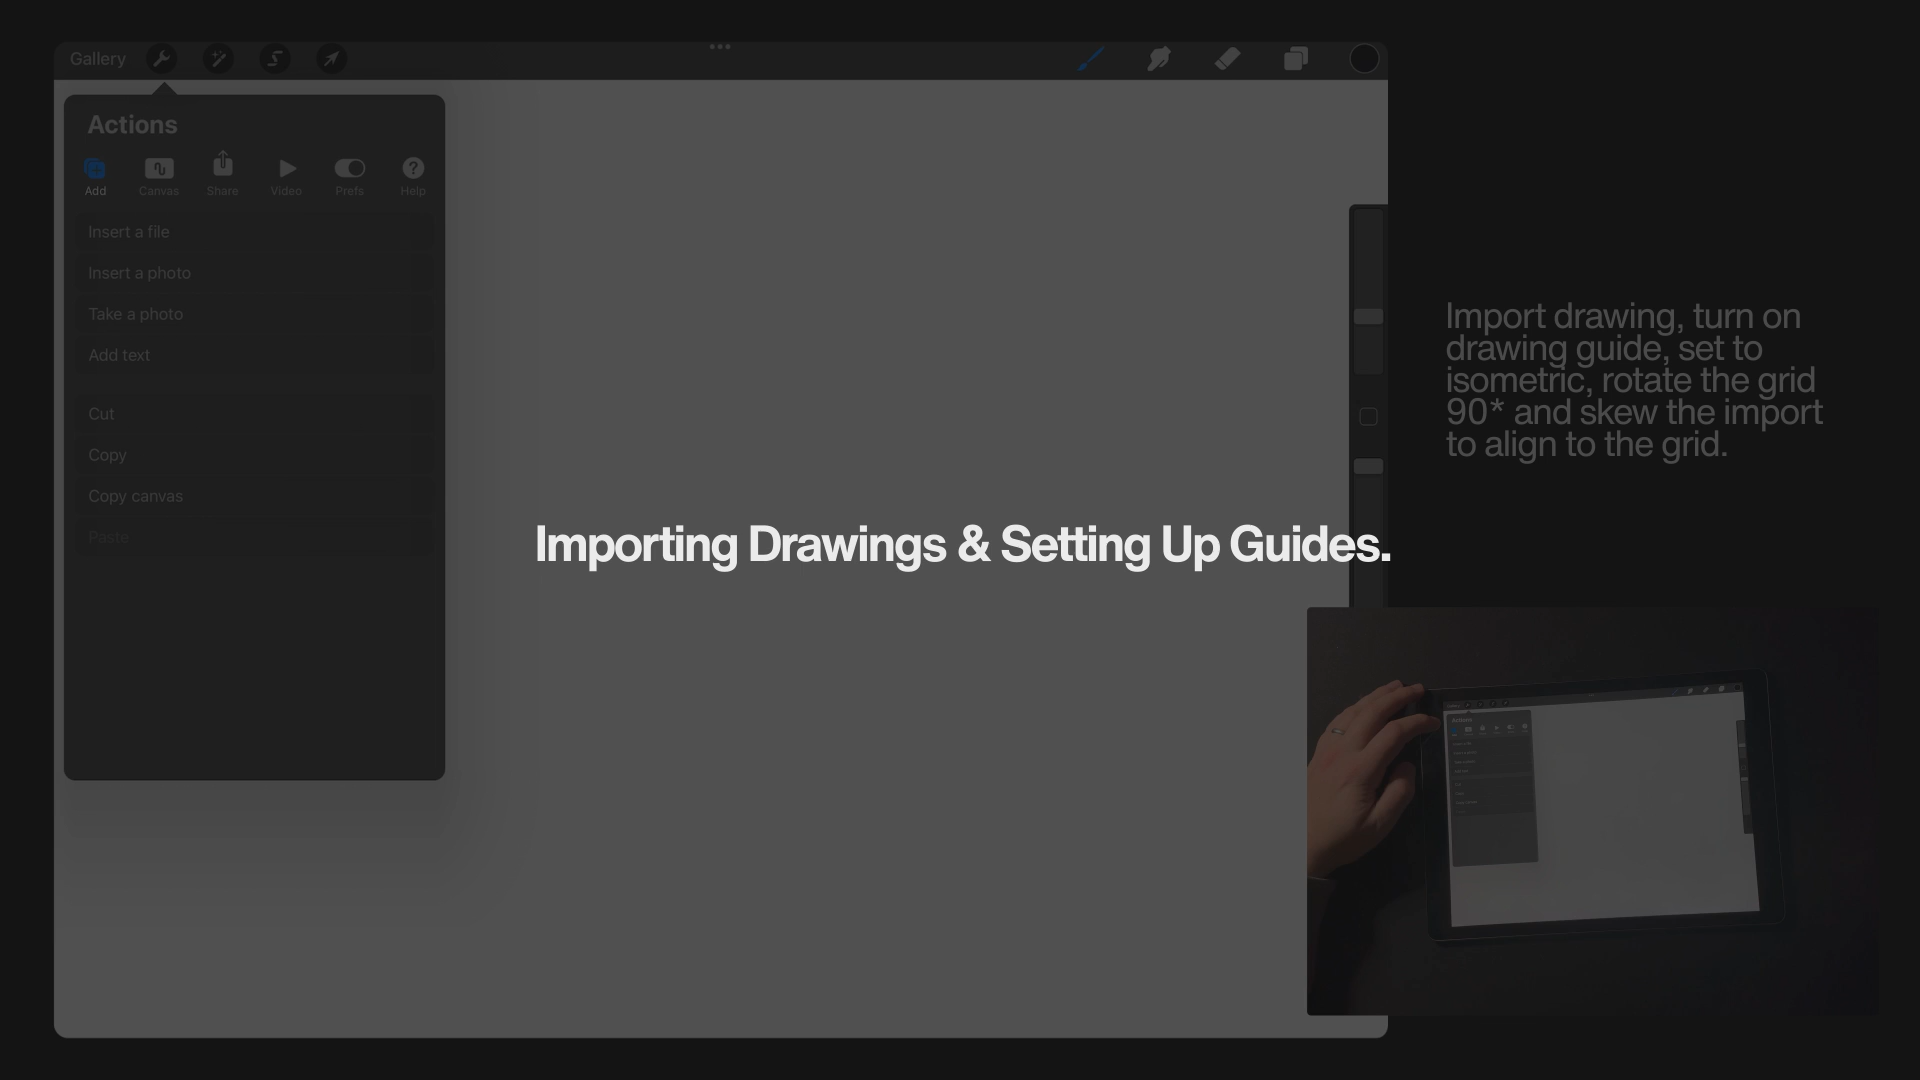 Gallery
Actions
Add
Canvas
Share
Video
Prefs
Help
Insert a file
Insert a photo
Take a photo
Add text
Cut
Copy
Copy canvas
Paste
Import drawing, turn on
drawing guide, set to
isometric, rotate the grid
90* and skew the import
to align to the grid.
Importing Drawings & Setting Up Guides.
Actions